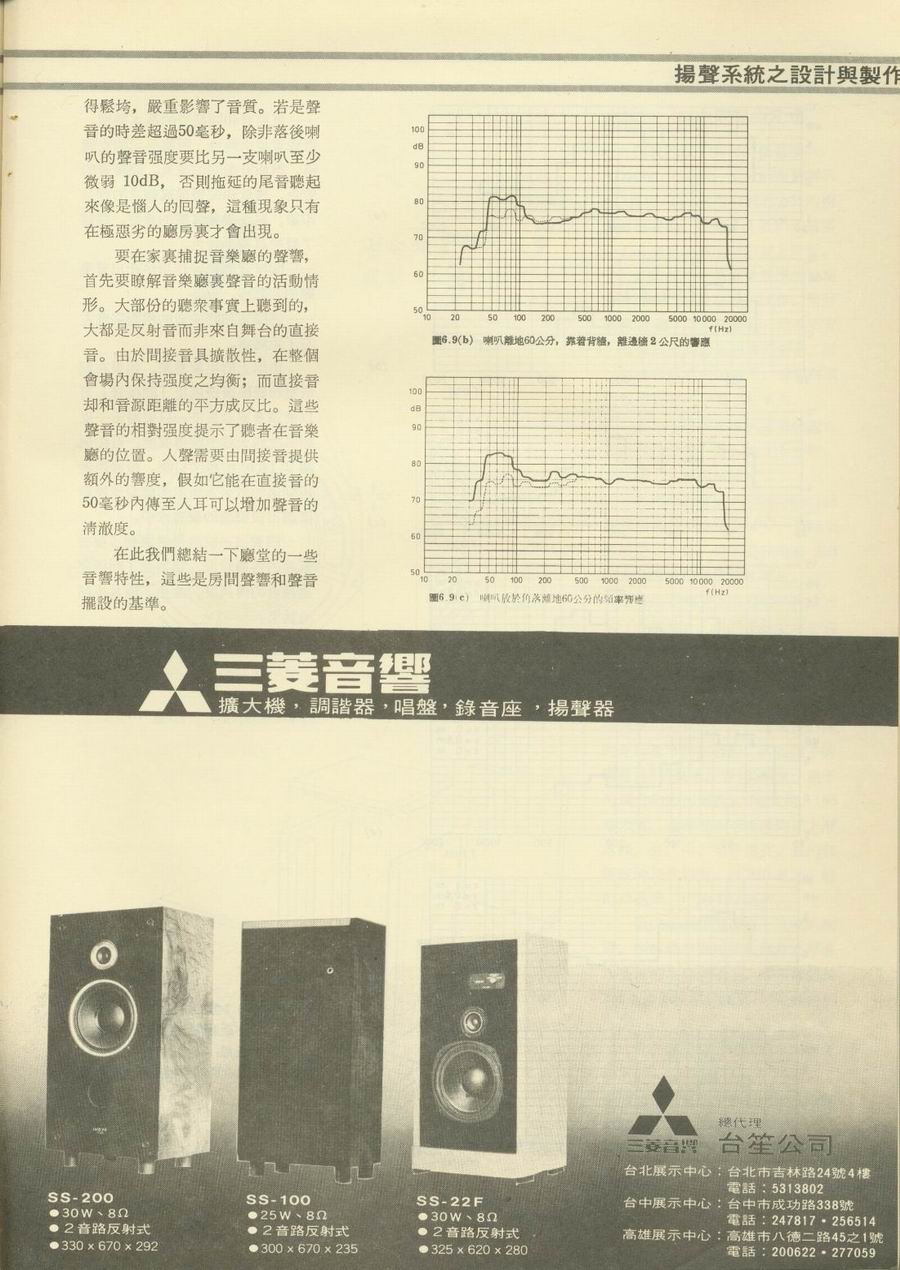 揚聲系統之設計與製作
得鬆垮，嚴重影響了音質。若是聲
音的時差超過50毫秒，除非落後喇
叭的聲音强度要比另一支喇叭至少
微弱 10dB， 否則拖延的尾音聽起
來像是惱人的回聲，這種現象只有
在極惡劣的廳房裏才會出現。
要在家裏捕捉音樂廳的聲響，
首先要瞭解音樂廳裏聲音的活動情
形。大部份的聽衆事實上聽到的，
大都是反射音而非來自舞台的直接
音。由於間接音具擴散性，在整個
會場內保持强度之均衡；而直接音
却和音源距離的平方成反比。這些
聲音的相對强度提示了聽者在音樂
廳的位置。人聲需要由間接音提供
額外的響度，假如它能在直接音的
50毫秒內傳至人耳可以增加聲音的
清澈度。
在此我們總結一下廳堂的一些
音響特性，這些是房間聲響和聲音
擺設的基準。
100
dB
90
80
70
60
50
10 20 50 100 200 500 1000 2000 5000 10000 20000
f(Hz)
圖6.9(b) 喇叭離地60公分，靠着背牆，離邊牆2公尺的響應
100
dB
90
80
70
60
50
10 20 50 100 200 500 1000 2000 5000 10000 20000
f(Hz)
圖6.9(c) 喇叭放於角落離地60公分的頻率響應
三菱音響
擴大機，調諧器，唱盤，錄音座，揚聲器
SS-200
●30W、8Ω
●2音路反射式
●330×670×292
SS-100
●25W、8Ω
●2音路反射式
●300×670×235
SS-22F
●30W、8Ω
●2音路反射式
●325×620×280
三菱音響
總代理
台笙公司
台北展示中心：台北市吉林路24號4樓
電話：5313802
台中展示中心：台中市成功路338號
電話：247817・256514
高雄展示中心：高雄市八德二路45之1號
電話：200622・277059